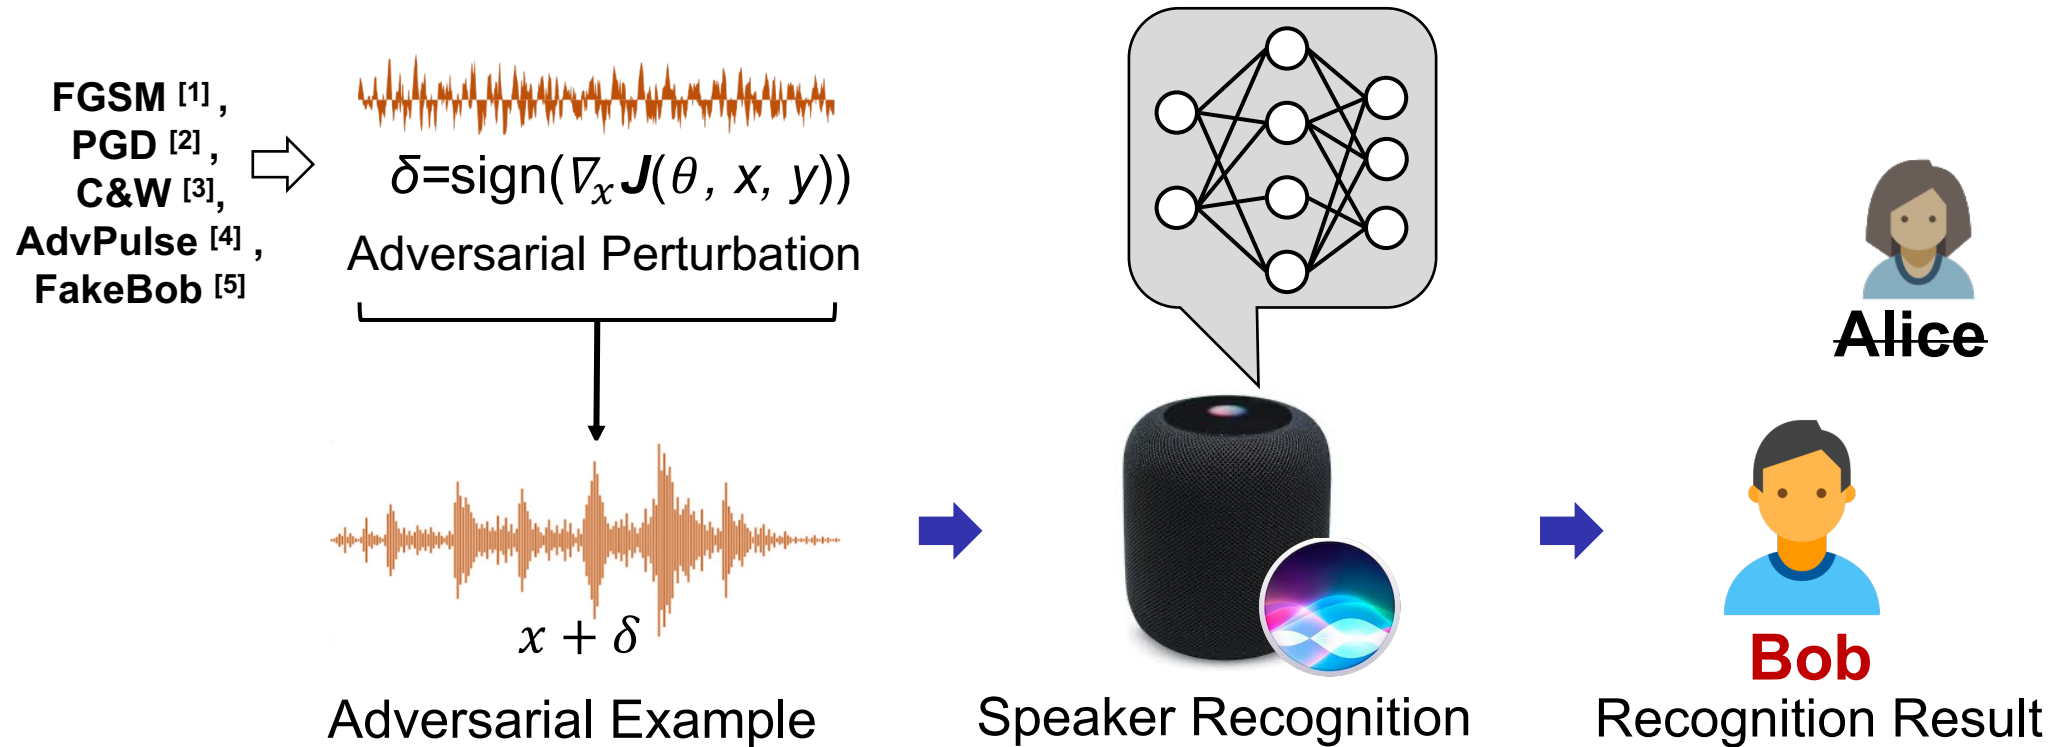 FGSM [1] ,
PGD [2] ,
C&W [3],
AdvPulse [4] ,
FakeBob [5]
δ=sign(∇ₓJ(θ, x, y))
Adversarial Perturbation
x + δ
Adversarial Example
Speaker Recognition
Alice
Bob
Recognition Result